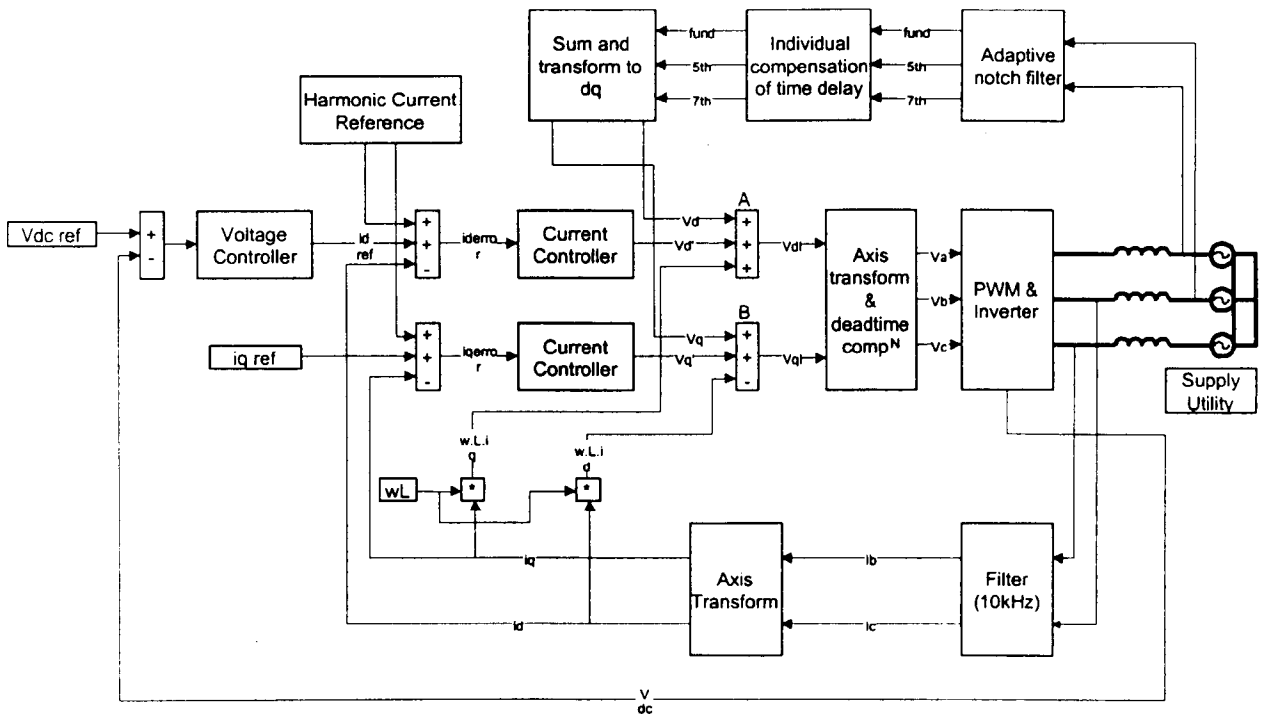 Sum and
transform to
dq
fund
5th
7th
Individual
compensation
of time delay
fund
5th
7th
Adaptive
notch filter
Harmonic Current
Reference
Vdc ref
+
-
Voltage
Controller
id
ref
+
+
-
iderro
r
Current
Controller
Vd
Vd'
A
+
+
+
Vdl
Axis
transform
&
deadtime
comp^N
Va
Vb
Vc
PWM &
Inverter
Supply
Utility
iq ref
+
+
-
iqerro
r
Current
Controller
Vq
Vq'
B
+
+
-
Vql
w.L.i
q
w.L.i
d
wL
*
*
iq
id
Axis
Transform
Ib
Ic
Filter
(10kHz)
V
dc